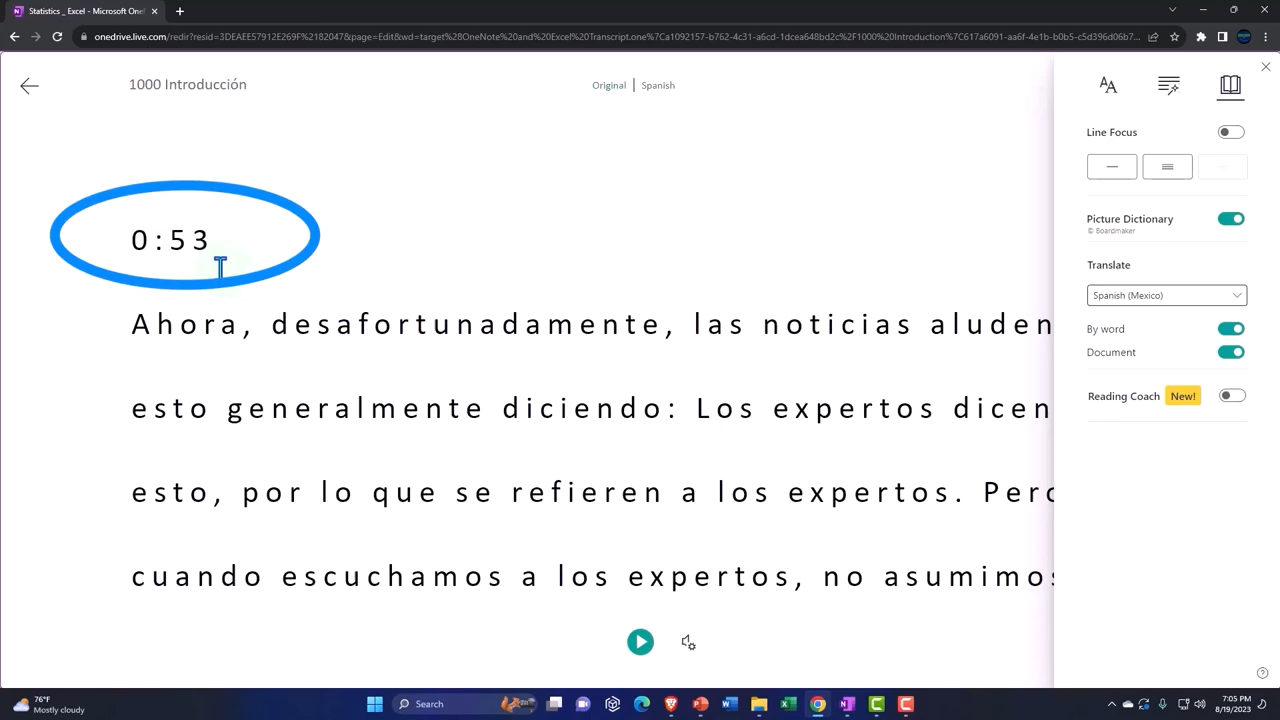 Statistics _ Excel - Microsoft Onel
onedrive.live.com/redir?resid=3DEAEE57912E269F%2182047&page=Edit&wd=target%28OneNote%20and%20Excel%20Transcript.one%7Ca1092157-b762-4c31-a6cd-1dcea648bd2c%2F1000%20Introduction%7C617a6091-aa6f-4e1b-b0b5-c5d396d06b7...
1000 Introducción
Original | Spanish
0:53
Ahora, desafortunadamente, las noticias aluden
esto generalmente diciendo: Los expertos dicen
esto, por lo que se refieren a los expertos. Pero
cuando escuchamos a los expertos, no asumimos
Line Focus
Picture Dictionary
© Boardmaker
Translate
Spanish (Mexico)
By word
Document
Reading Coach New!
76°F
Mostly cloudy
Search
7:05 PM
8/19/2023